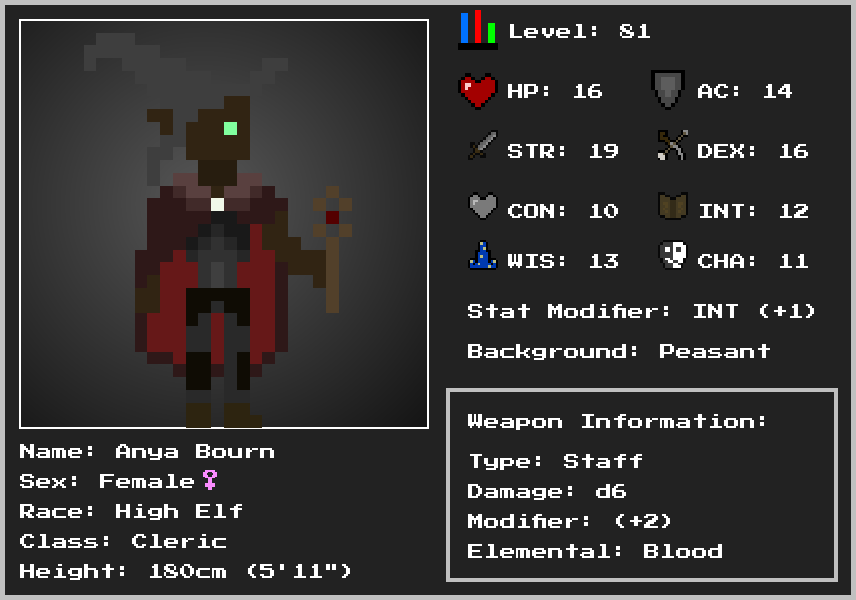 Level: 81
HP: 16
AC: 14
STR: 19
DEX: 16
CON: 10
INT: 12
WIS: 13
CHA: 11
Stat Modifier: INT (+1)
Background: Peasant
Weapon Information:
Type: Staff
Damage: d6
Modifier: (+2)
Elemental: Blood
Name: Anya Bourn
Sex: Female♀
Race: High Elf
Class: Cleric
Height: 180cm (5'11")